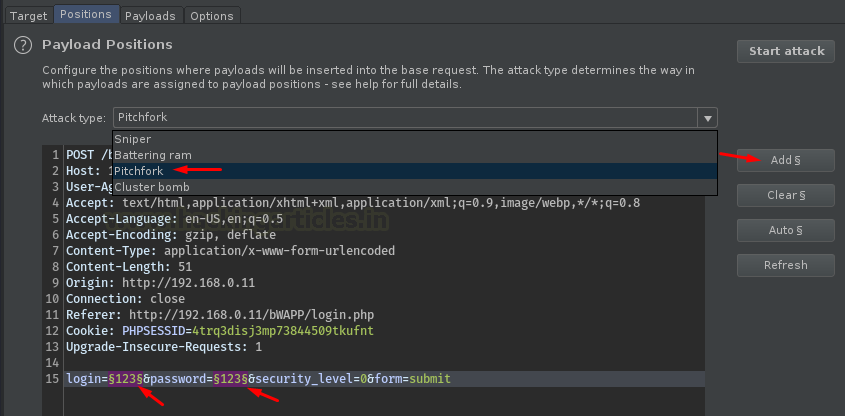 Target Positions Payloads Options
? Payload Positions
Start attack
Configure the positions where payloads will be inserted into the base request. The attack type determines the way in
which payloads are assigned to payload positions - see help for full details.
Attack type: Pitchfork
Sniper
Battering ram
Pitchfork
Cluster bomb
Add §
Clear §
Auto §
Refresh
1 POST /b
2 Host: 1
3 User-Ag
4 Accept: text/html,application/xhtml+xml,application/xml;q=0.9,image/webp,*/*;q=0.8
5 Accept-Language: en-US,en;q=0.5
6 Accept-Encoding: gzip, deflate
7 Content-Type: application/x-www-form-urlencoded
8 Content-Length: 51
9 Origin: http://192.168.0.11
10 Connection: close
11 Referer: http://192.168.0.11/bWAPP/login.php
12 Cookie: PHPSESSID=4trq3disj3mp73844509tkufnt
13 Upgrade-Insecure-Requests: 1
14
15 login=§123§&password=§123§&security_level=0&form=submit